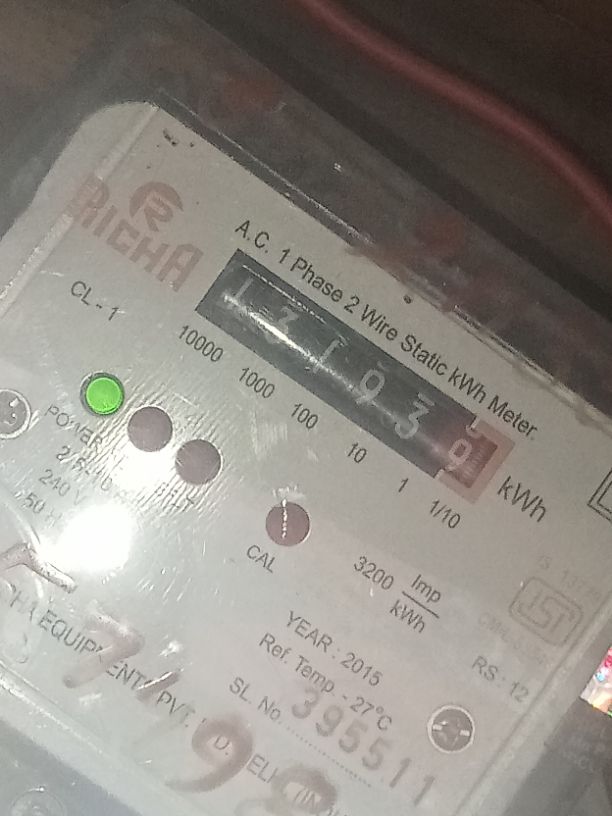 RICHA
A.C. 1 Phase 2 Wire Static kWh Meter.
CL - 1
1 3 1 9 3 9
10000 1000 100 10 1 1/10
kWh
POWER
240 V
CAL
3200 Imp
kWh
YEAR : 2015
Ref. Temp - 27°C
RS : 12
SL. No. 395511
EQUIPMENTS PVT.